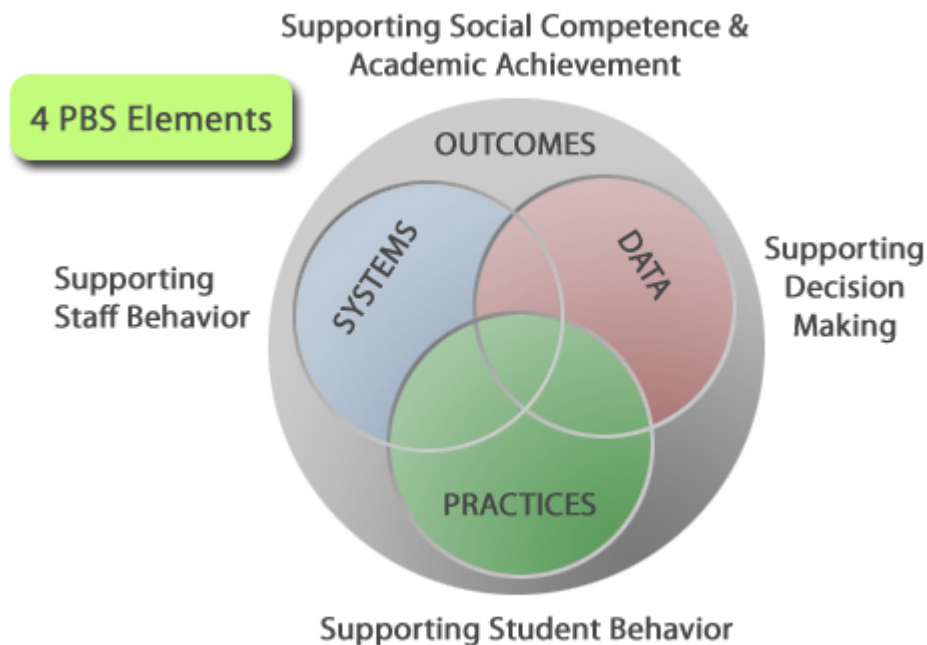 Supporting Social Competence &
Academic Achievement
4 PBS Elements
OUTCOMES
SYSTEMS
DATA
Supporting
Staff Behavior
Supporting
Decision
Making
PRACTICES
Supporting Student Behavior